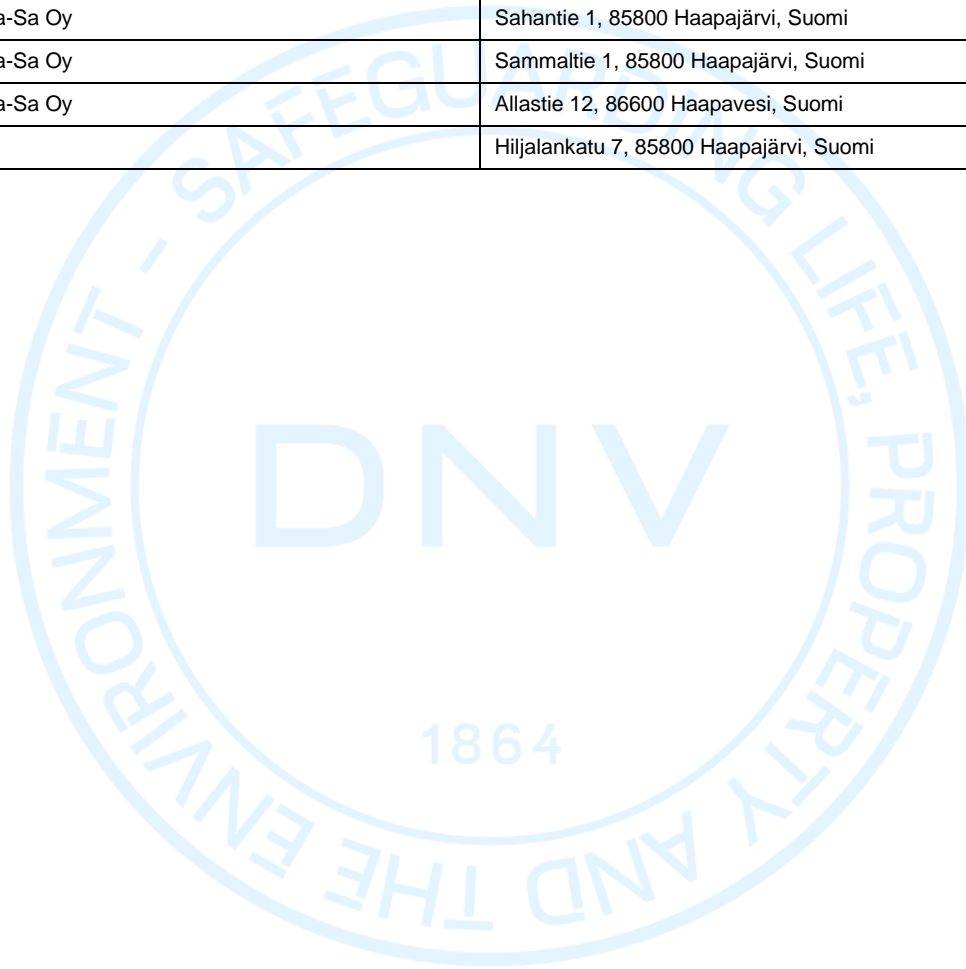 a-Sa Oy Sahantie 1, 85800 Haapajärvi, Suomi
a-Sa Oy Sammaltie 1, 85800 Haapajärvi, Suomi
a-Sa Oy Allastie 12, 86600 Haapavesi, Suomi
Hiljalankatu 7, 85800 Haapajärvi, Suomi
SAFEGUARDING LIFE, PROPERTY AND THE ENVIRONMENT -
DNV
1864